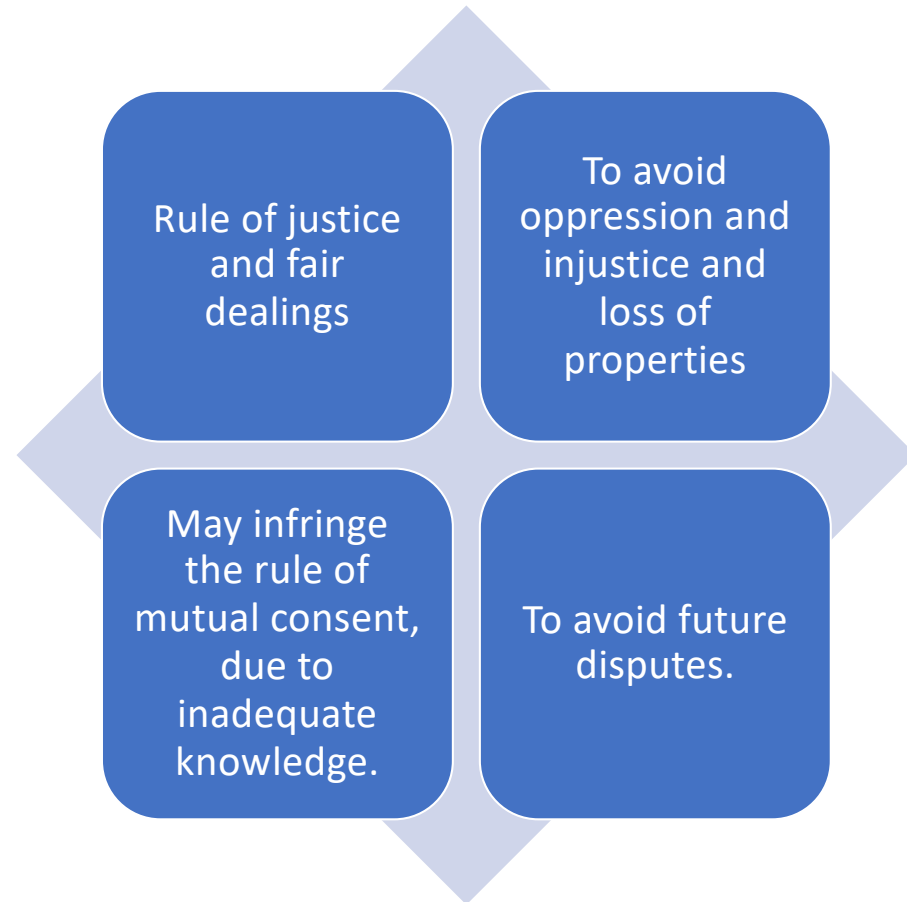 Rule of justice
and fair
dealings
To avoid
oppression and
injustice and
loss of
properties
May infringe
the rule of
mutual consent,
due to
inadequate
knowledge.
To avoid future
disputes.